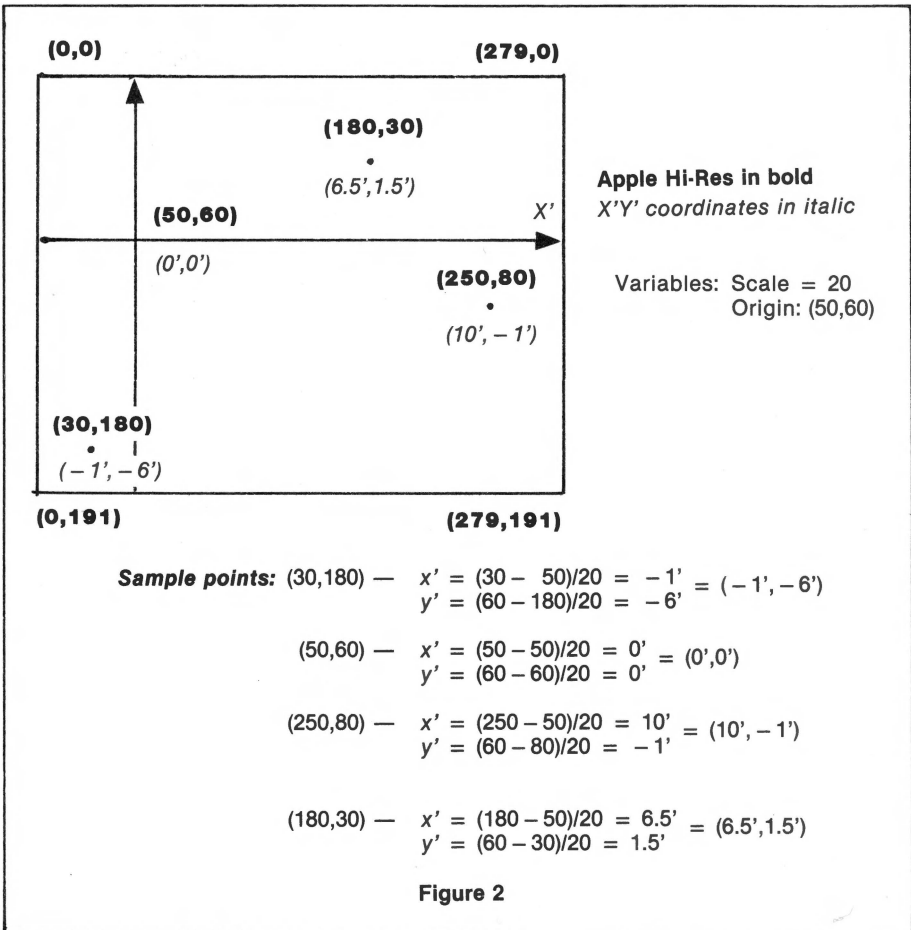 (0,0) (279,0)
(180,30)
(6.5',1.5')
Apple Hi-Res in bold
X'Y' coordinates in italic
(50,60) X'
(0',0')
(250,80)
(10', – 1')
Variables: Scale = 20
Origin: (50,60)
(30,180)
(– 1', – 6')
(0,191) (279,191)
Sample points: (30,180) — x' = (30 – 50)/20 = – 1' = (– 1', – 6')
y' = (60 – 180)/20 = – 6'
(50,60) — x' = (50 – 50)/20 = 0' = (0',0')
y' = (60 – 60)/20 = 0'
(250,80) — x' = (250 – 50)/20 = 10' = (10', – 1')
y' = (60 – 80)/20 = – 1'
(180,30) — x' = (180 – 50)/20 = 6.5' = (6.5',1.5')
y' = (60 – 30)/20 = 1.5'
Figure 2